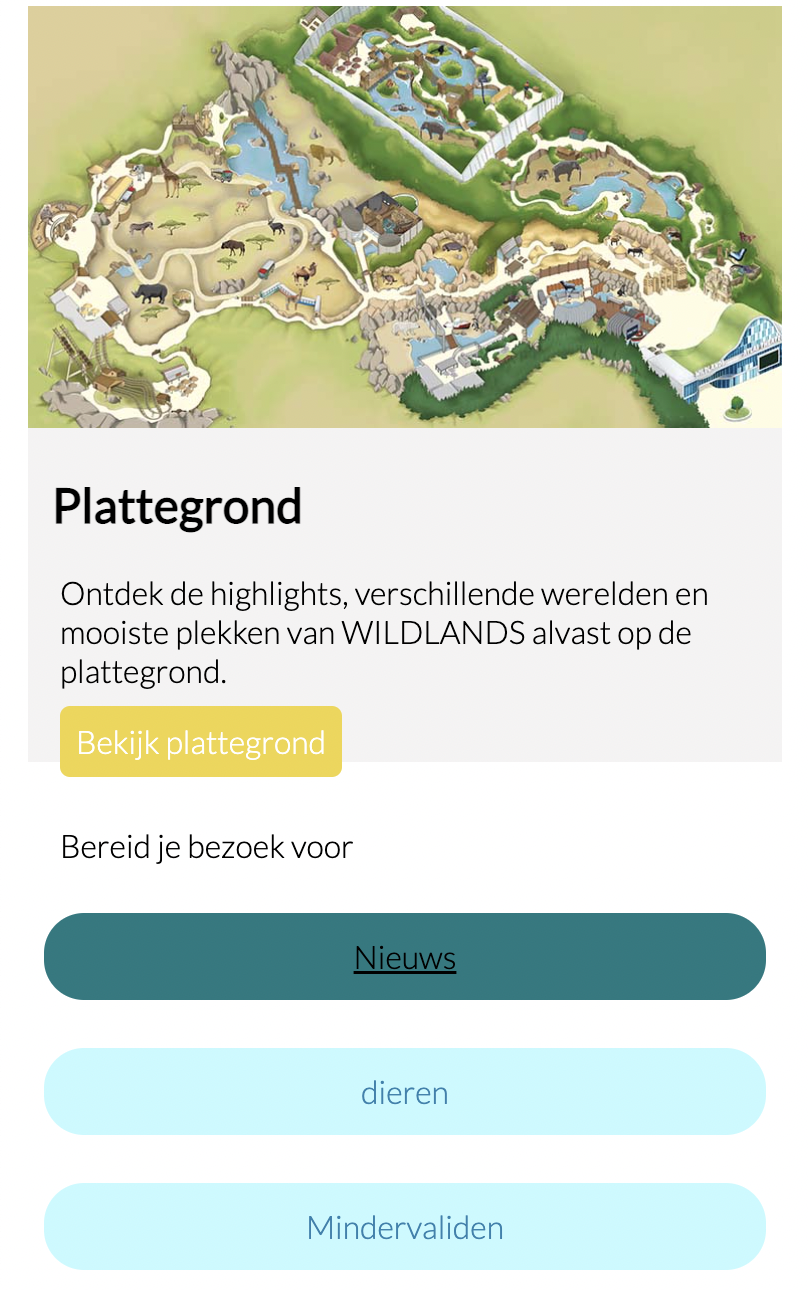 Plattegrond
Ontdek de highlights, verschillende werelden en
mooiste plekken van WILDLANDS alvast op de
plattegrond.
Bekijk plattegrond
Bereid je bezoek voor
Nieuws
dieren
Mindervaliden